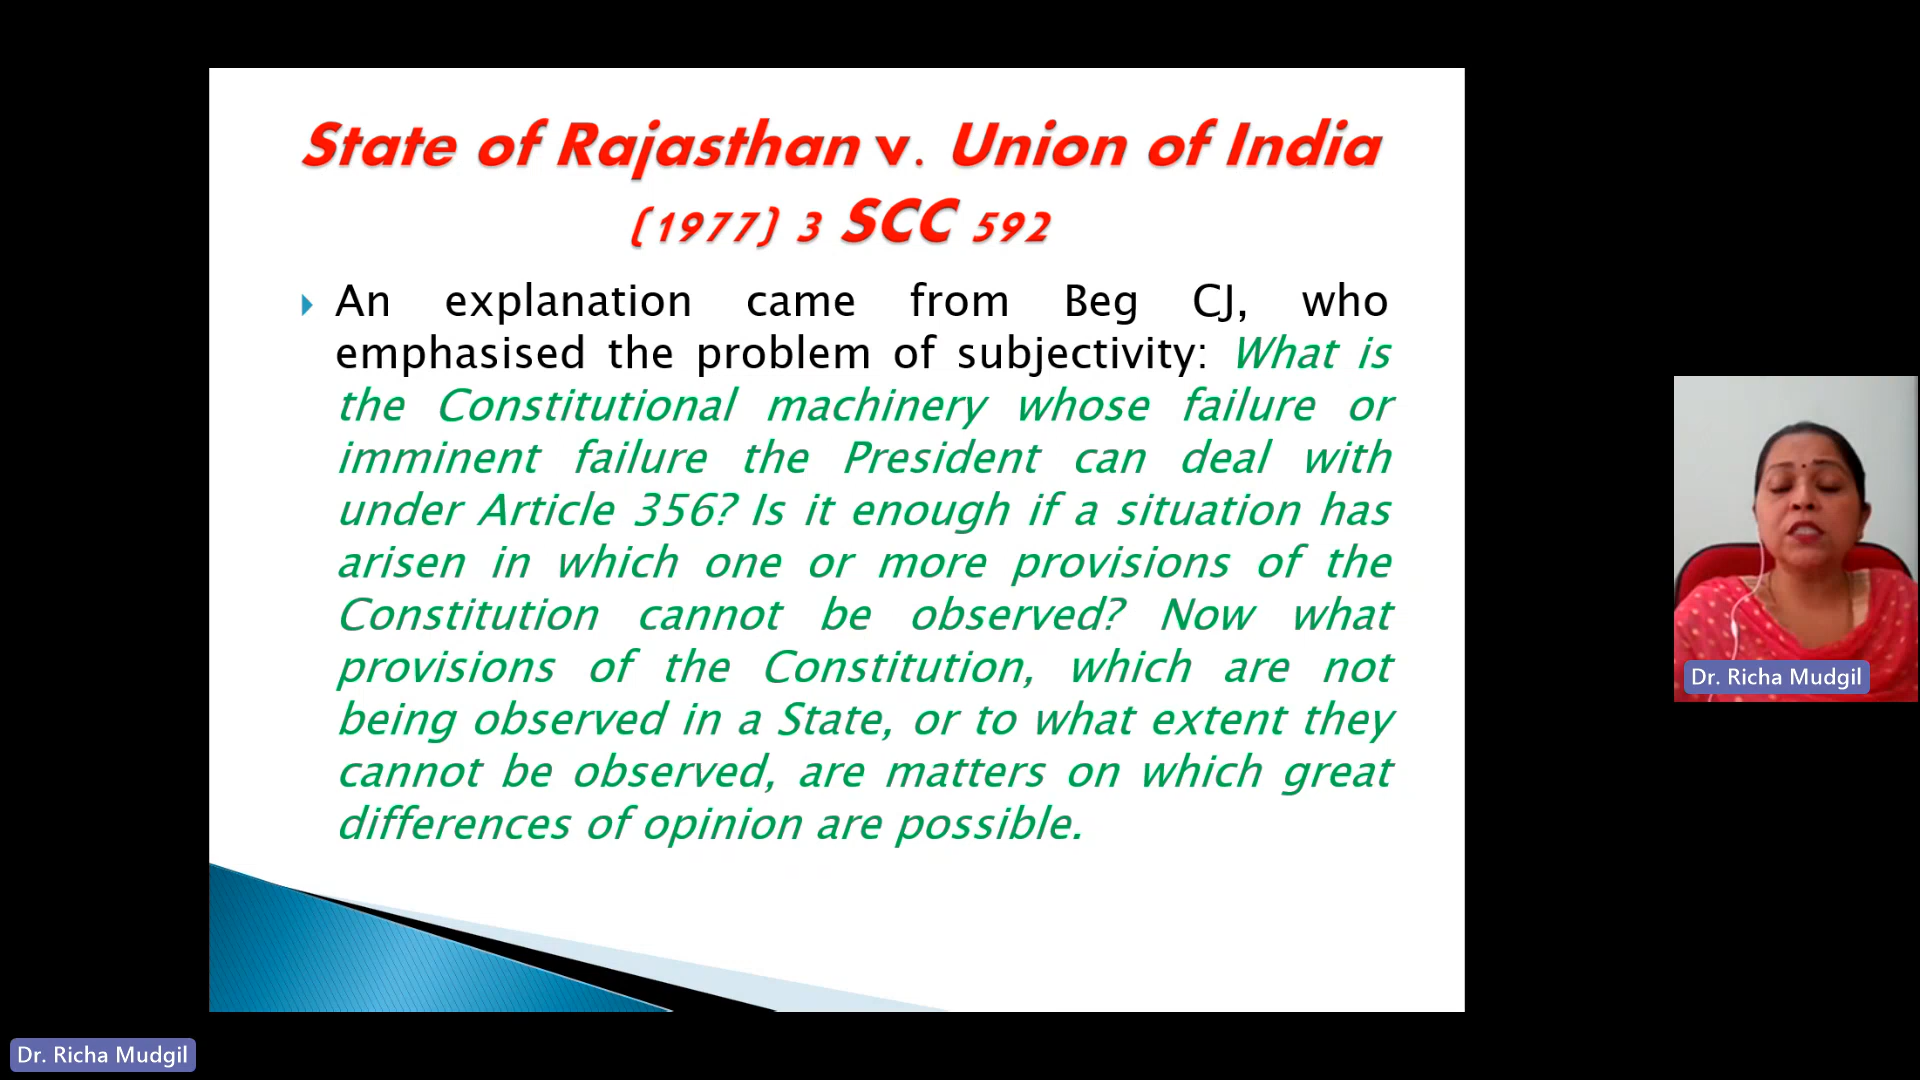 State of Rajasthan v. Union of India
(1977) 3 SCC 592
An explanation came from Beg CJ, who
emphasised the problem of subjectivity: What is
the Constitutional machinery whose failure or
imminent failure the President can deal with
under Article 356? Is it enough if a situation has
arisen in which one or more provisions of the
Constitution cannot be observed? Now what
provisions of the Constitution, which are not
being observed in a State, or to what extent they
cannot be observed, are matters on which great
differences of opinion are possible.
Dr. Richa Mudgil
Dr. Richa Mudgil